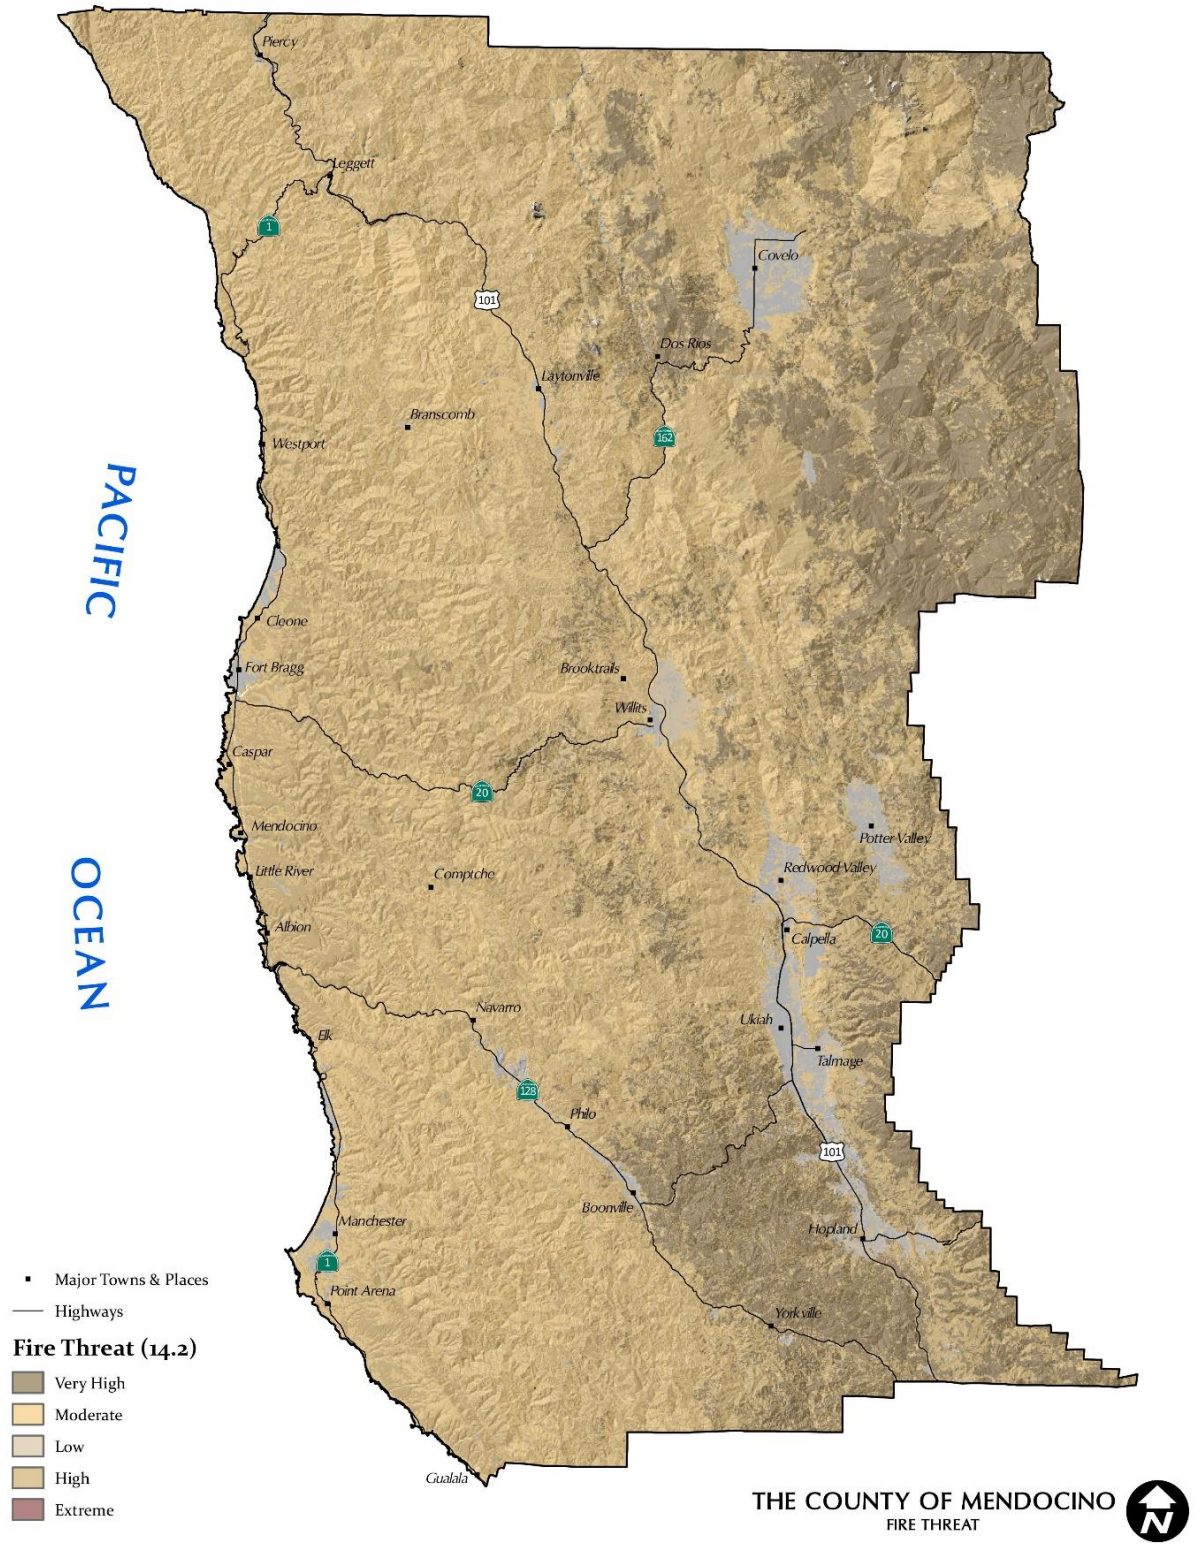 Piercy
Leggett
1
101
Covelo
Dos Rios
Laytonville
Branscomb
162
Westport
PACIFIC
Cleone
Fort Bragg
Brooktrails
Willits
Caspar
20
Mendocino
Potter Valley
Little River
Comptche
Redwood Valley
OCEAN
Albion
Calpella
20
Navarro
Ukiah
Elk
Talmage
128
Philo
101
Boonville
Manchester
Hopland
1
Point Arena
Yorkville
Gualala
Major Towns & Places
Highways
Fire Threat (14.2)
Very High
Moderate
Low
High
Extreme
THE COUNTY OF MENDOCINO
FIRE THREAT
N